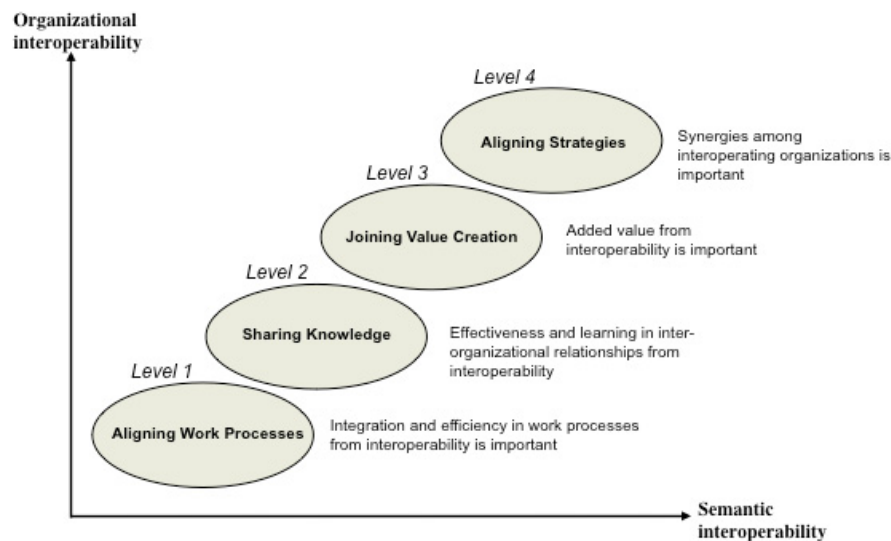 Organizational
interoperability
Level 4
Aligning Strategies
Synergies among
interoperating organizations is
important
Level 3
Joining Value Creation
Added value from
interoperability is important
Level 2
Sharing Knowledge
Effectiveness and learning in inter-
organizational relationships from
interoperability
Level 1
Aligning Work Processes
Integration and efficiency in work processes
from interoperability is important
Semantic
interoperability